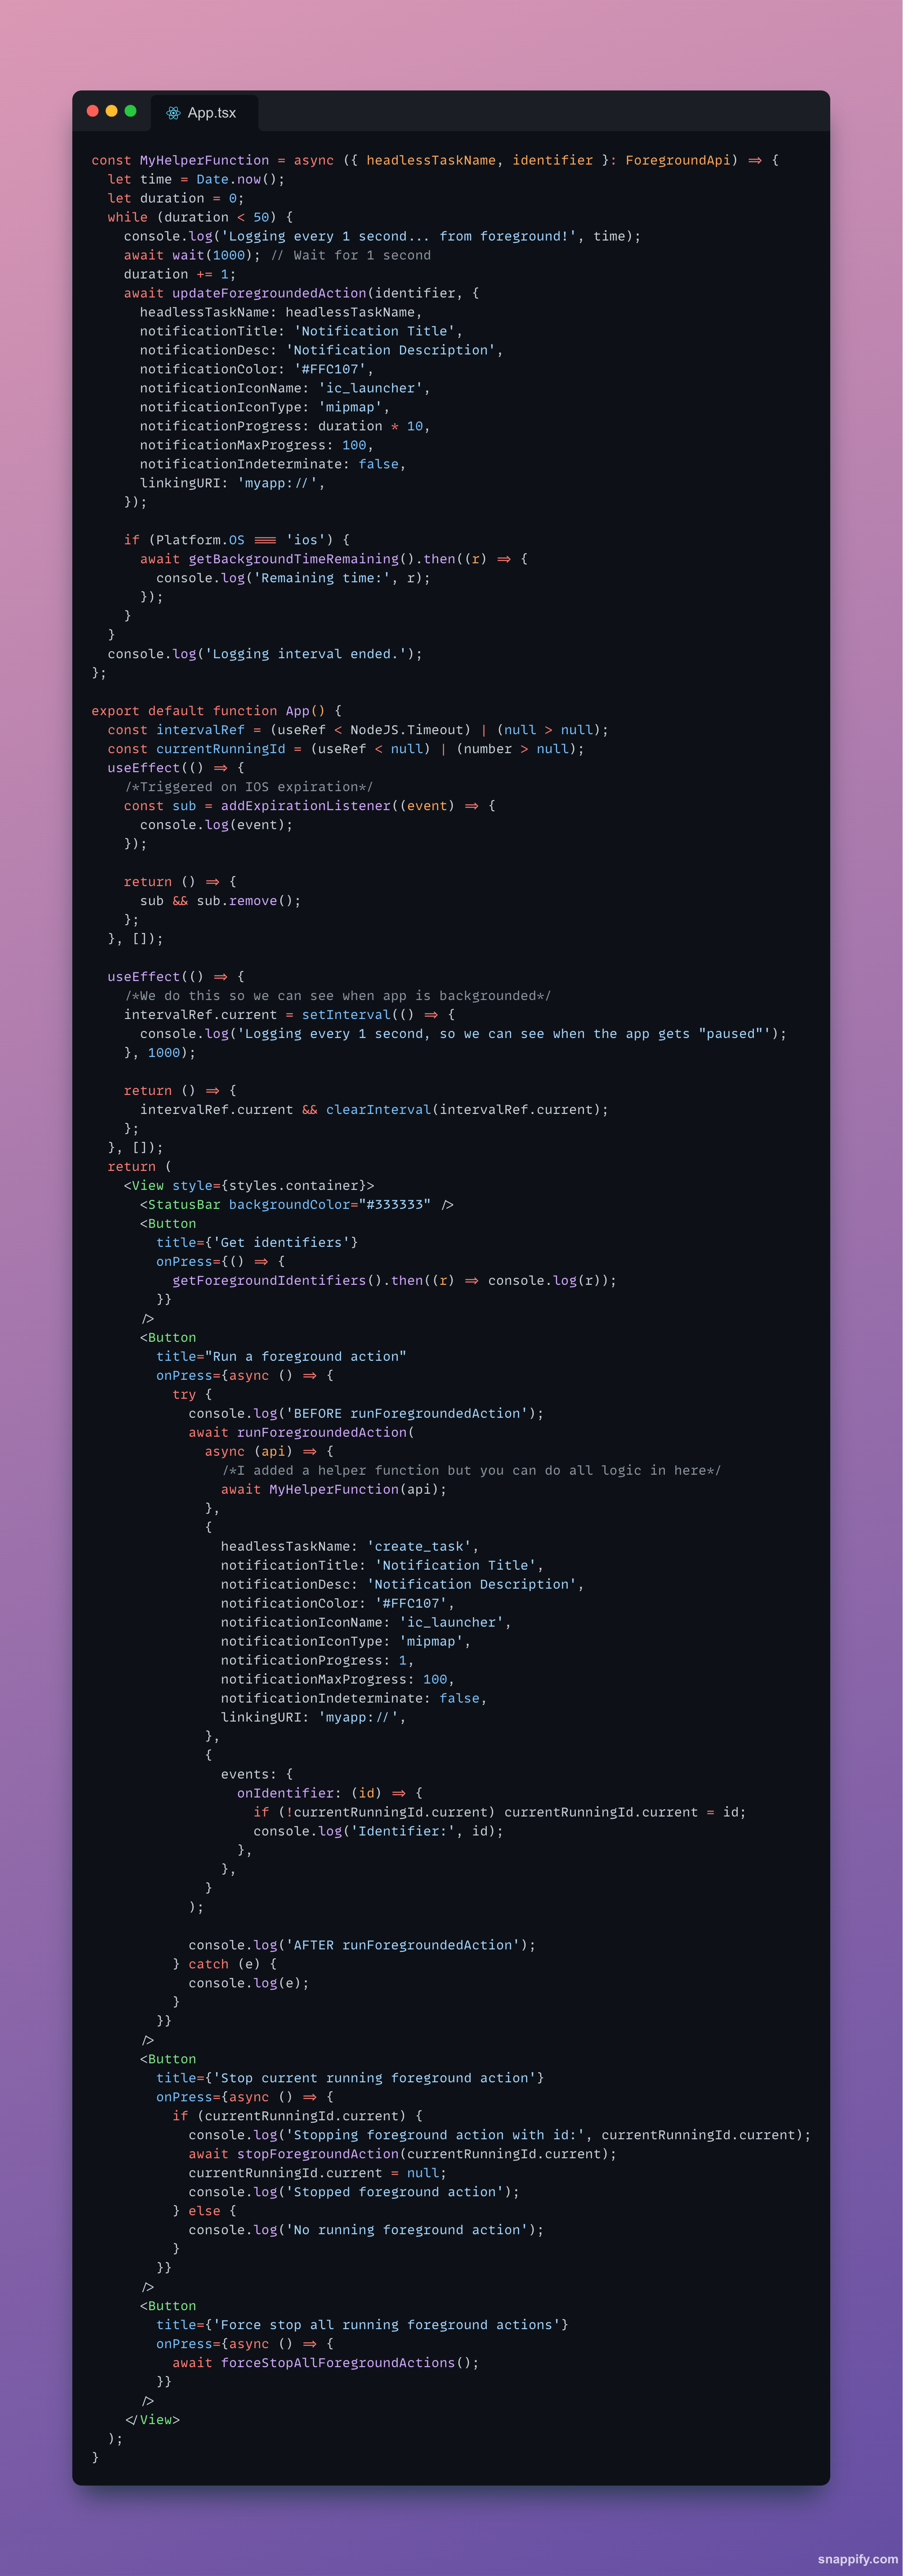 App.tsx
const MyHelperFunction = async ({ headlessTaskName, identifier }: ForegroundApi) => {
  let time = Date.now();
  let duration = 0;
  while (duration < 50) {
    console.log('Logging every 1 second... from foreground!', time);
    await wait(1000); // Wait for 1 second
    duration += 1;
    await updateForegroundedAction(identifier, {
      headlessTaskName: headlessTaskName,
      notificationTitle: 'Notification Title',
      notificationDesc: 'Notification Description',
      notificationColor: '#FFC107',
      notificationIconName: 'ic_launcher',
      notificationIconType: 'mipmap',
      notificationProgress: duration * 10,
      notificationMaxProgress: 100,
      notificationIndeterminate: false,
      linkingURI: 'myapp://',
    });

    if (Platform.OS === 'ios') {
      await getBackgroundTimeRemaining().then((r) => {
        console.log('Remaining time:', r);
      });
    }
  }
  console.log('Logging interval ended.');
};

export default function App() {
  const intervalRef = (useRef < NodeJS.Timeout) | (null > null);
  const currentRunningId = (useRef < null) | (number > null);
  useEffect(() => {
    /*Triggered on IOS expiration*/
    const sub = addExpirationListener((event) => {
      console.log(event);
    });

    return () => {
      sub && sub.remove();
    };
  }, []);

  useEffect(() => {
    /*We do this so we can see when app is backgrounded*/
    intervalRef.current = setInterval(() => {
      console.log('Logging every 1 second, so we can see when the app gets "paused"');
    }, 1000);

    return () => {
      intervalRef.current && clearInterval(intervalRef.current);
    };
  }, []);
  return (
    <View style={styles.container}>
      <StatusBar backgroundColor="#333333" />
      <Button
        title={'Get identifiers'}
        onPress={() => {
          getForegroundIdentifiers().then((r) => console.log(r));
        }}
      />
      <Button
        title="Run a foreground action"
        onPress={async () => {
          try {
            console.log('BEFORE runForegroundedAction');
            await runForegroundedAction(
              async (api) => {
                /*I added a helper function but you can do all logic in here*/
                await MyHelperFunction(api);
              },
              {
                headlessTaskName: 'create_task',
                notificationTitle: 'Notification Title',
                notificationDesc: 'Notification Description',
                notificationColor: '#FFC107',
                notificationIconName: 'ic_launcher',
                notificationIconType: 'mipmap',
                notificationProgress: 1,
                notificationMaxProgress: 100,
                notificationIndeterminate: false,
                linkingURI: 'myapp://',
              },
              {
                events: {
                  onIdentifier: (id) => {
                    if (!currentRunningId.current) currentRunningId.current = id;
                    console.log('Identifier:', id);
                  },
                },
              }
            );

            console.log('AFTER runForegroundedAction');
          } catch (e) {
            console.log(e);
          }
        }}
      />
      <Button
        title={'Stop current running foreground action'}
        onPress={async () => {
          if (currentRunningId.current) {
            console.log('Stopping foreground action with id:', currentRunningId.current);
            await stopForegroundAction(currentRunningId.current);
            currentRunningId.current = null;
            console.log('Stopped foreground action');
          } else {
            console.log('No running foreground action');
          }
        }}
      />
      <Button
        title={'Force stop all running foreground actions'}
        onPress={async () => {
          await forceStopAllForegroundActions();
        }}
      />
    </View>
  );
}
snappify.com